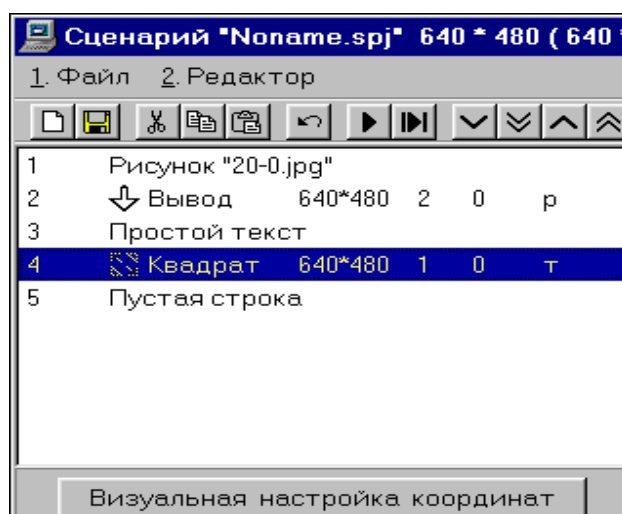 Сценарий "Noname.spj" 640 * 480 ( 640 *
1. Файл 2. Редактор
1 Рисунок "20-0.jpg"
2 Вывод 640*480 2 0 р
3 Простой текст
4 Квадрат 640*480 1 0 т
5 Пустая строка
Визуальная настройка координат